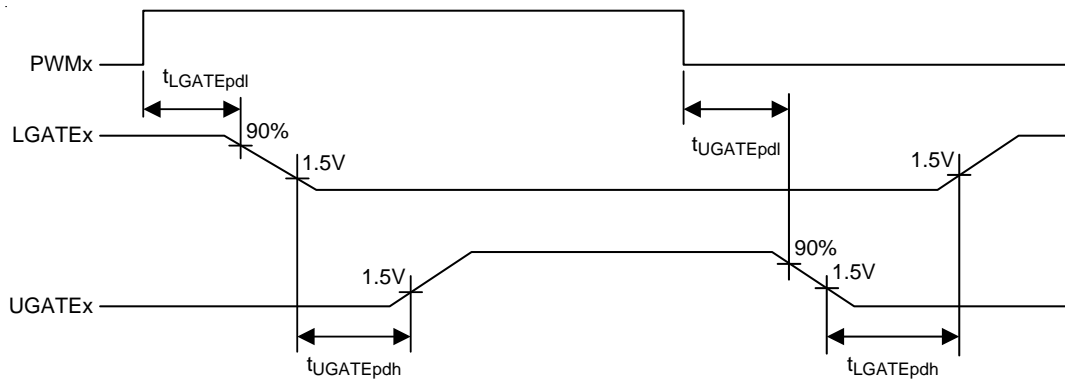 PWMx
tLGATEpdl
LGATEx
90%
1.5V
tUGATEpdl
1.5V
90%
1.5V
1.5V
UGATEx
tUGATEpdh
tLGATEpdh